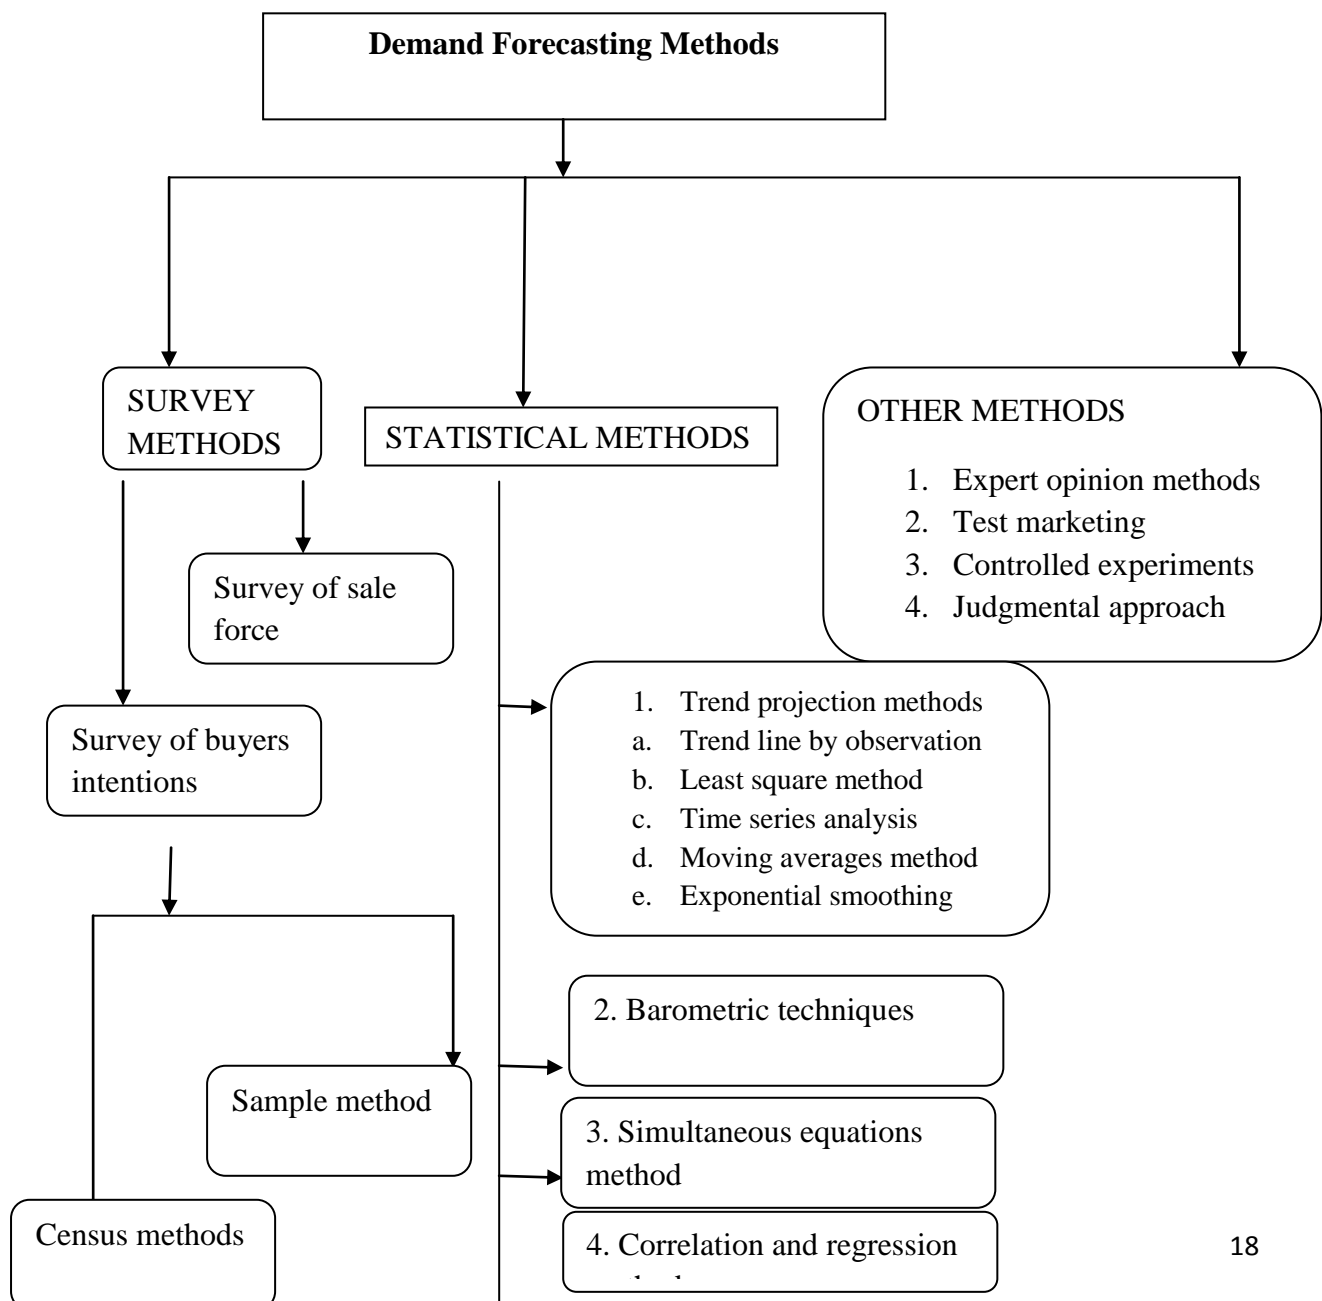 Demand Forecasting Methods
SURVEY
METHODS
STATISTICAL METHODS
OTHER METHODS
1. Expert opinion methods
2. Test marketing
3. Controlled experiments
4. Judgmental approach
Survey of sale
force
Survey of buyers
intentions
1. Trend projection methods
a. Trend line by observation
b. Least square method
c. Time series analysis
d. Moving averages method
e. Exponential smoothing
2. Barometric techniques
Sample method
3. Simultaneous equations
method
Census methods
4. Correlation and regression
18